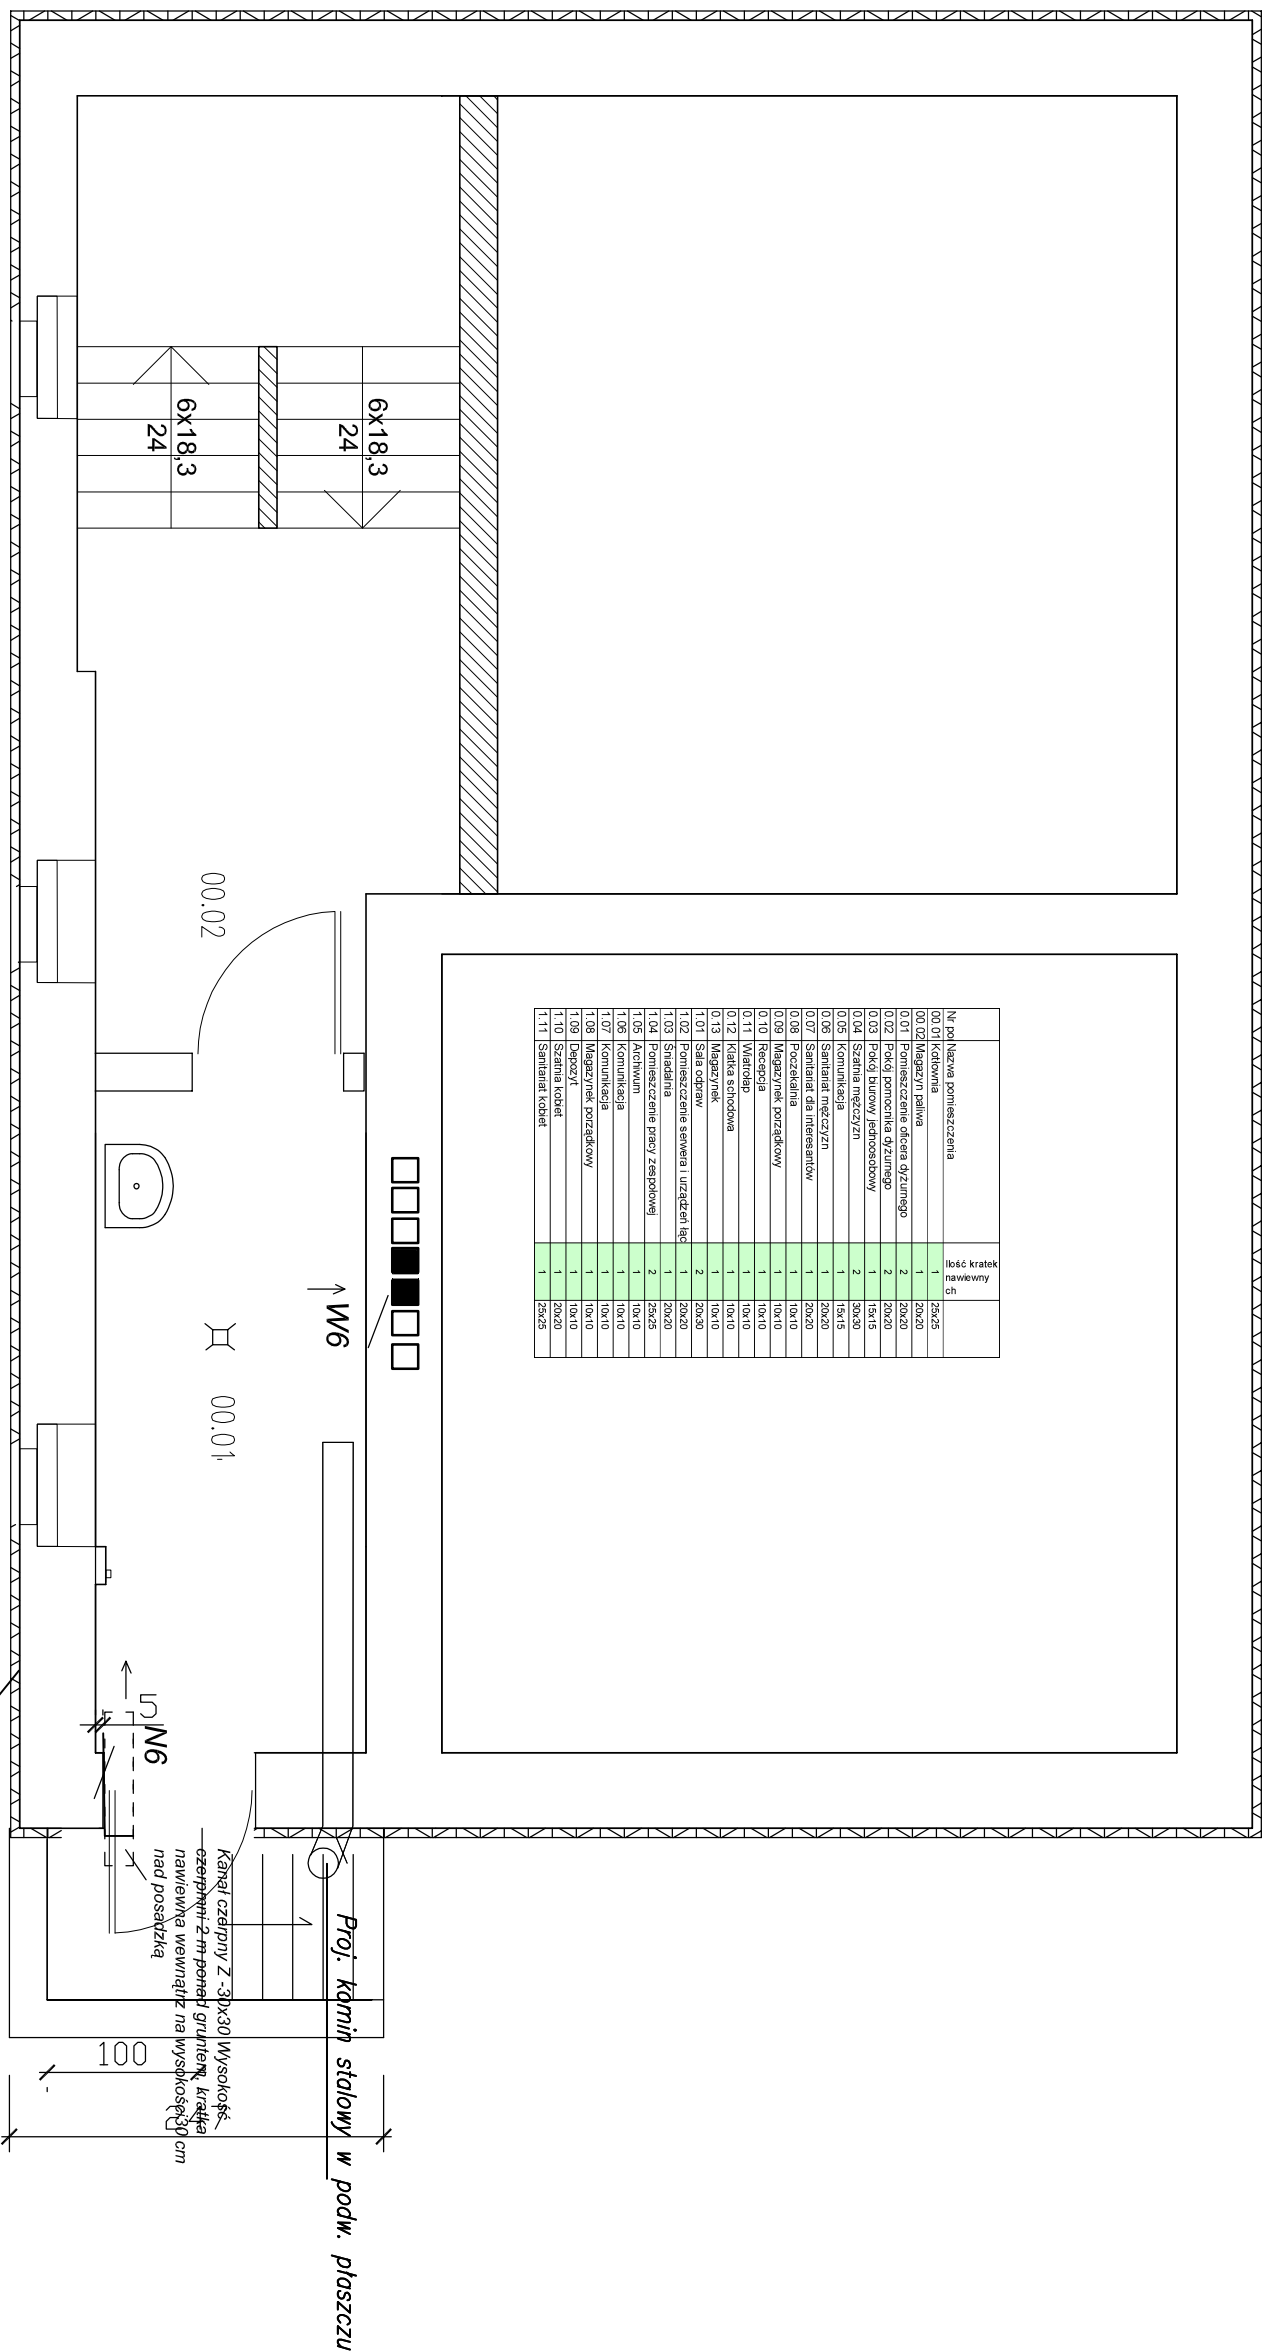 Nr po Nazwa pomieszczenia Ilość kratek nawiewny ch
00.01 Kotłownia 1 25x25
00.02 Magazyn paliwa 1 20x20
0.01 Pomieszczenie oficera dyżurnego 2 20x20
0.02 Pokój pomocnika dyżurnego 2 20x20
0.03 Pokój biurowy jednoosobowy 1 15x15
0.04 Szatnia mężczyzn 2 30x30
0.05 Komunikacja 1 15x15
0.06 Sanitariat mężczyzn 1 20x20
0.07 Sanitariat dla interesantów 1 20x20
0.08 Poczekalnia 1 10x10
0.09 Magazynek porządkowy 1 10x10
0.10 Recepcja 1 10x10
0.11 Wiatrołap 1 10x10
0.12 Klatka schodowa 1 10x10
0.13 Magazynek 1 10x10
1.01 Sala odpraw 2 20x30
1.02 Pomieszczenie serwera i urządzeń łąc 1 20x20
1.03 Śniadalnia 1 20x20
1.04 Pomieszczenie pracy zespołowej 2 25x25
1.05 Archiwum 1 10x10
1.06 Komunikacja 1 10x10
1.07 Komunikacja 1 10x10
1.08 Magazynek porządkowy 1 10x10
1.09 Depozyt 1 10x10
1.10 Szatnia kobiet 1 20x20
1.11 Sanitariat kobiet 1 25x25
6x18,3
24
6x18,3
24
W6
Proj. komin stalowy w podw. płaszczu
00.02
00.01
Kanał czerpny Z -30x30 Wysokość
czerpnni 2 m ponad gruntem, kratka
nawiewna wewnątrz na wysokości30 cm
nad posadzką
5
N6
100